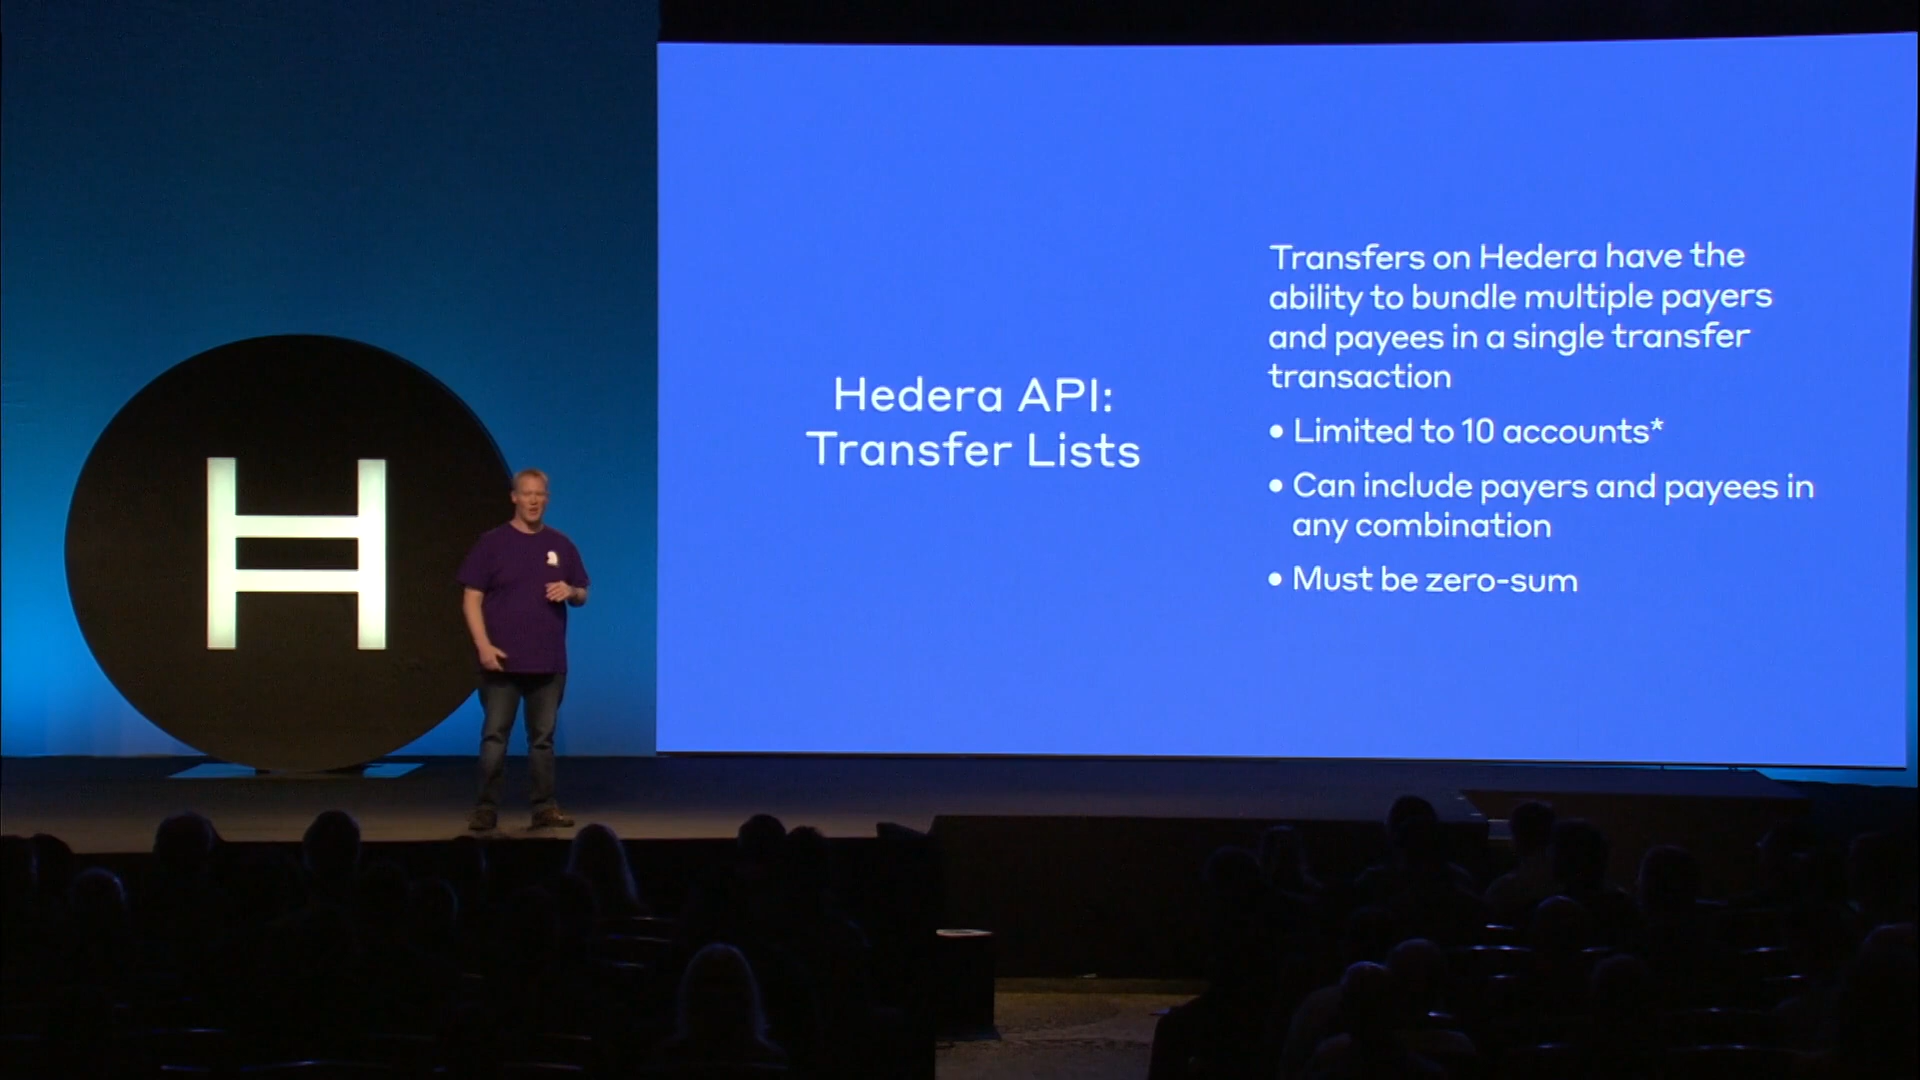 Hedera API:
Transfer Lists
Transfers on Hedera have the
ability to bundle multiple payers
and payees in a single transfer
transaction
• Limited to 10 accounts*
• Can include payers and payees in
any combination
• Must be zero-sum